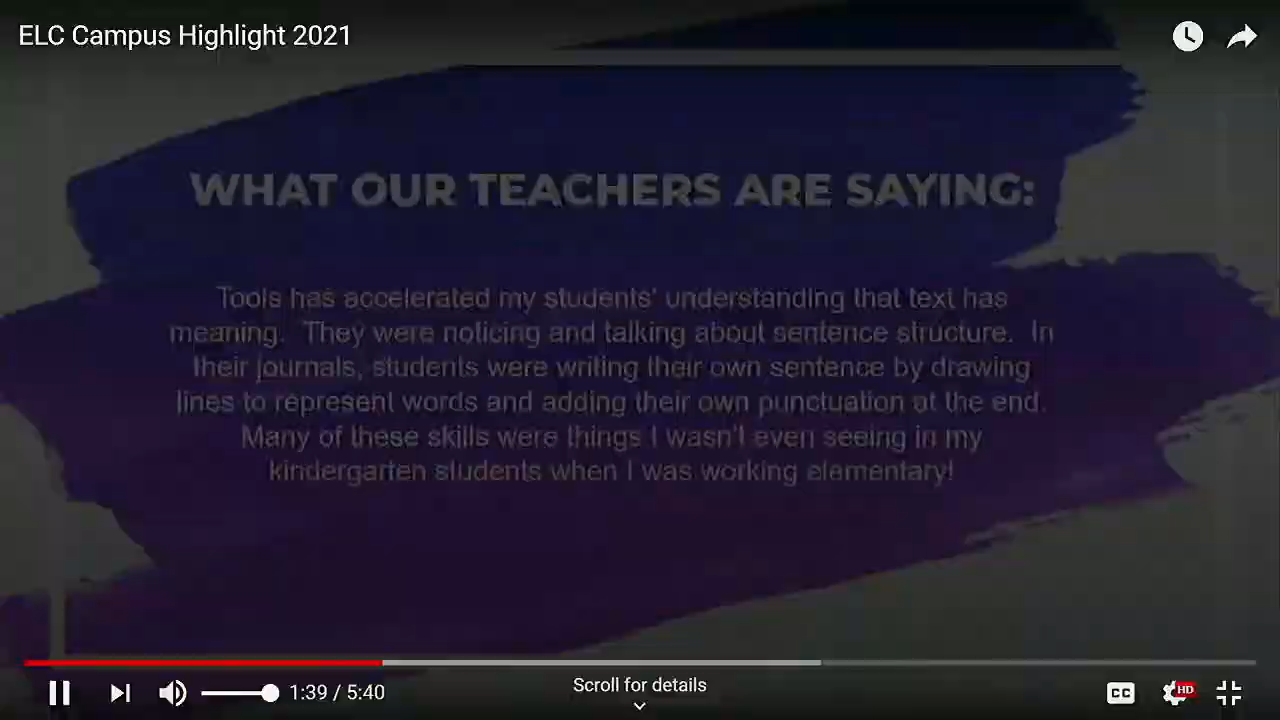 ELC Campus Highlight 2021
WHAT OUR TEACHERS ARE SAYING:
Tools has accelerated my students' understanding that text has
meaning.  They were noticing and talking about sentence structure.  In
their journals, students were writing their own sentence by drawing
lines to represent words and adding their own punctuation at the end.
Many of these skills were things I wasn't even seeing in my
kindergarten students when I was working elementary!
1:39 / 5:40
Scroll for details
CC
HD